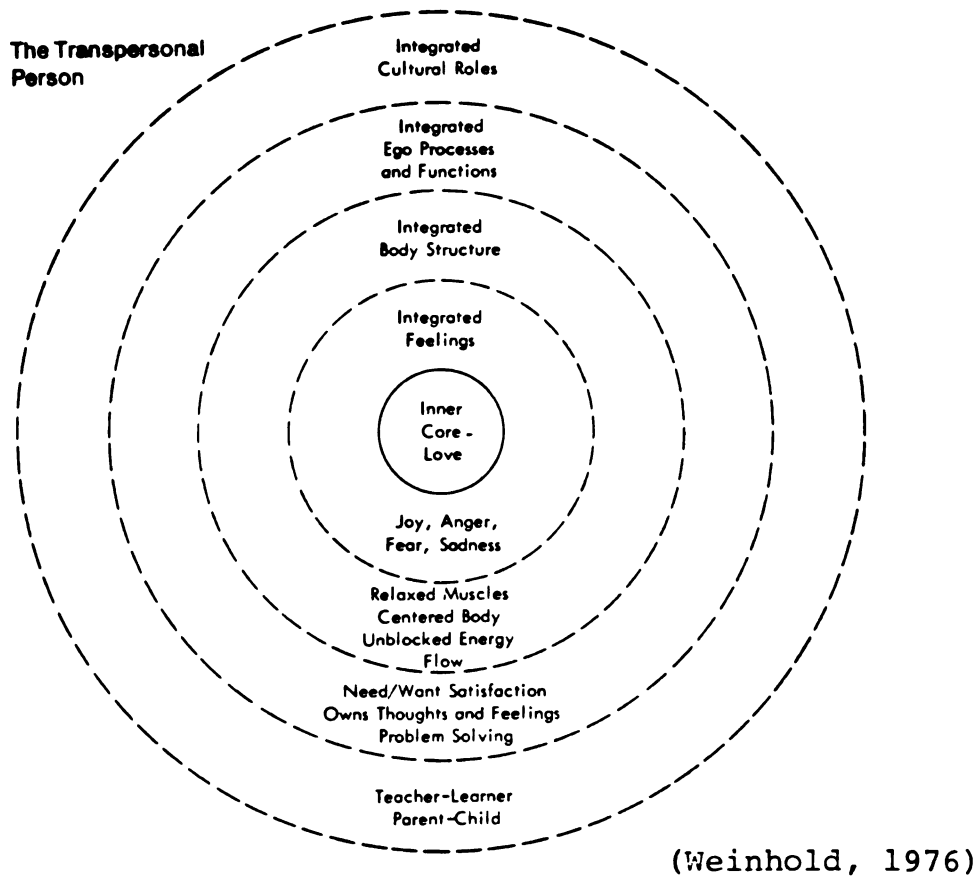 The Transpersonal
Person
Integrated
Cultural Roles
Integrated
Ego Processes
and Functions
Integrated
Body Structure
Integrated
Feelings
Inner
Core -
Love
Joy, Anger,
Fear, Sadness
Relaxed Muscles
Centered Body
Unblocked Energy
Flow
Need/Want Satisfaction
Owns Thoughts and Feelings
Problem Solving
Teacher-Learner
Parent-Child
(Weinhold, 1976)